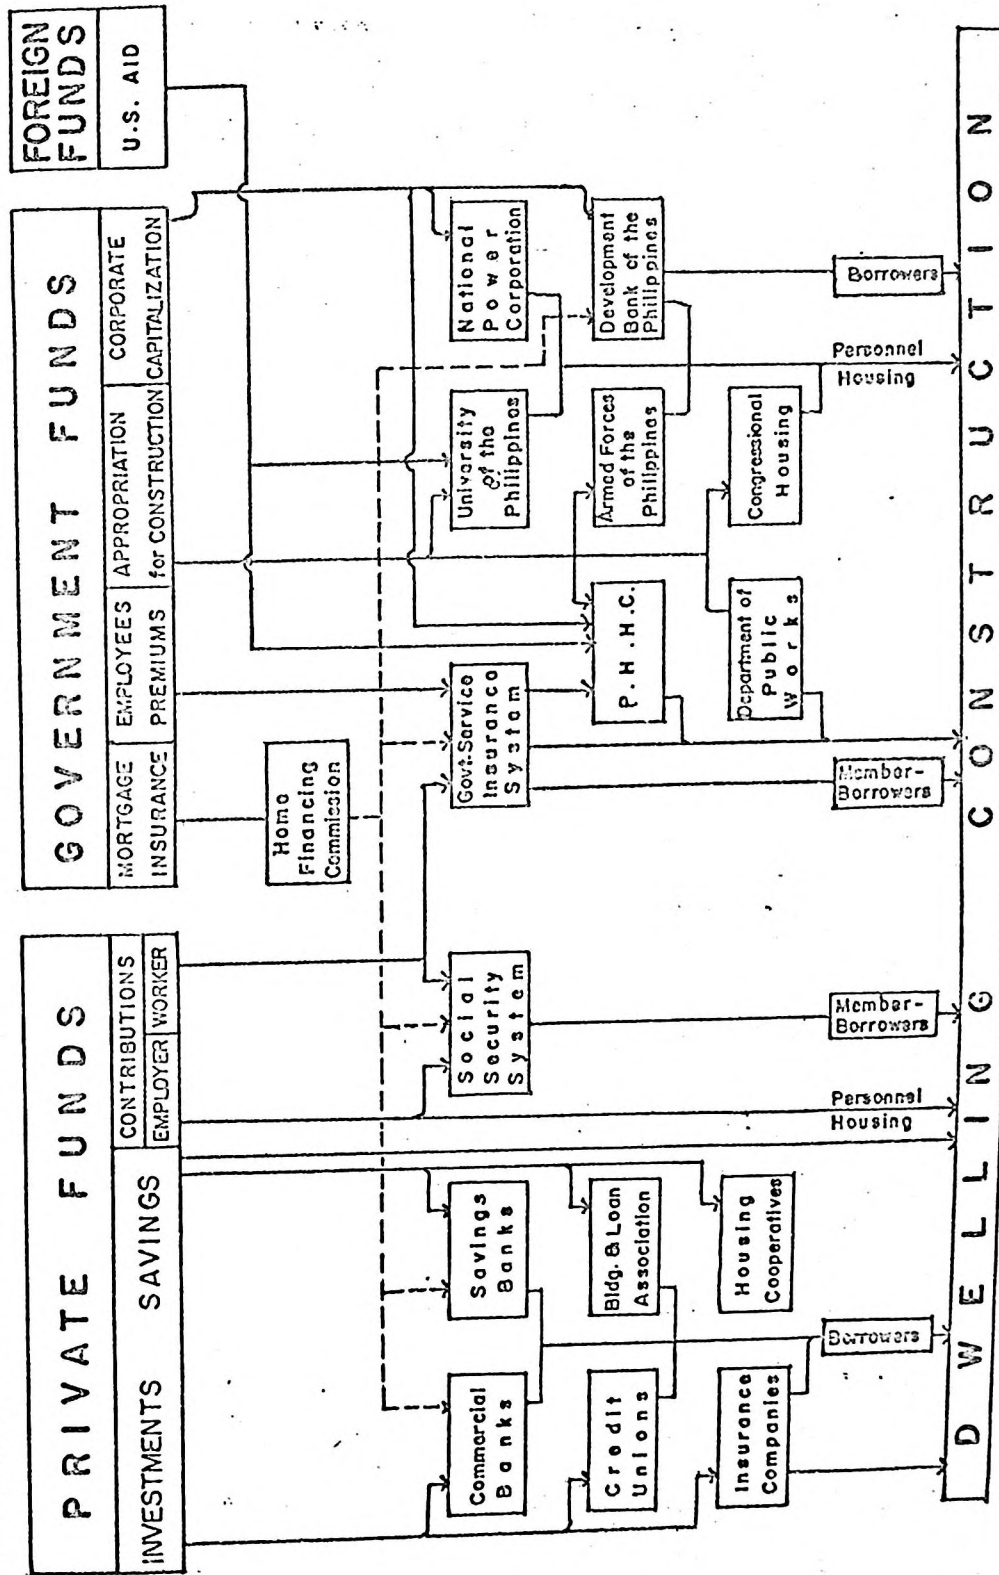 PRIVATE FUNDS
INVESTMENTS SAVINGS
CONTRIBUTIONS
EMPLOYER WORKER
GOVERNMENT FUNDS
MORTGAGE
INSURANCE
EMPLOYEES
PREMIUMS
APPROPRIATION
for CONSTRUCTION
CORPORATE
CAPITALIZATION
FOREIGN
FUNDS
U.S. AID
Home
Financing
Commission
Commercial
Banks
Savings
Banks
Social
Security
System
Govt-Service
Insurance
System
University
of the
Philippines
National
Power
Corporation
Credit
Unions
Bldg. & Loan
Association
P. H. H. C.
Armed Forces
of the
Philippines
Development
Bank of the
Philippines
Insurance
Companies
Housing
Cooperatives
Department of
Public
Works
Congressional
Housing
Borrowers
Personnel
Housing
Member-
Borrowers
Member-
Borrowers
Personnel
Housing
Borrowers
DWELLING CONSTRUCTION